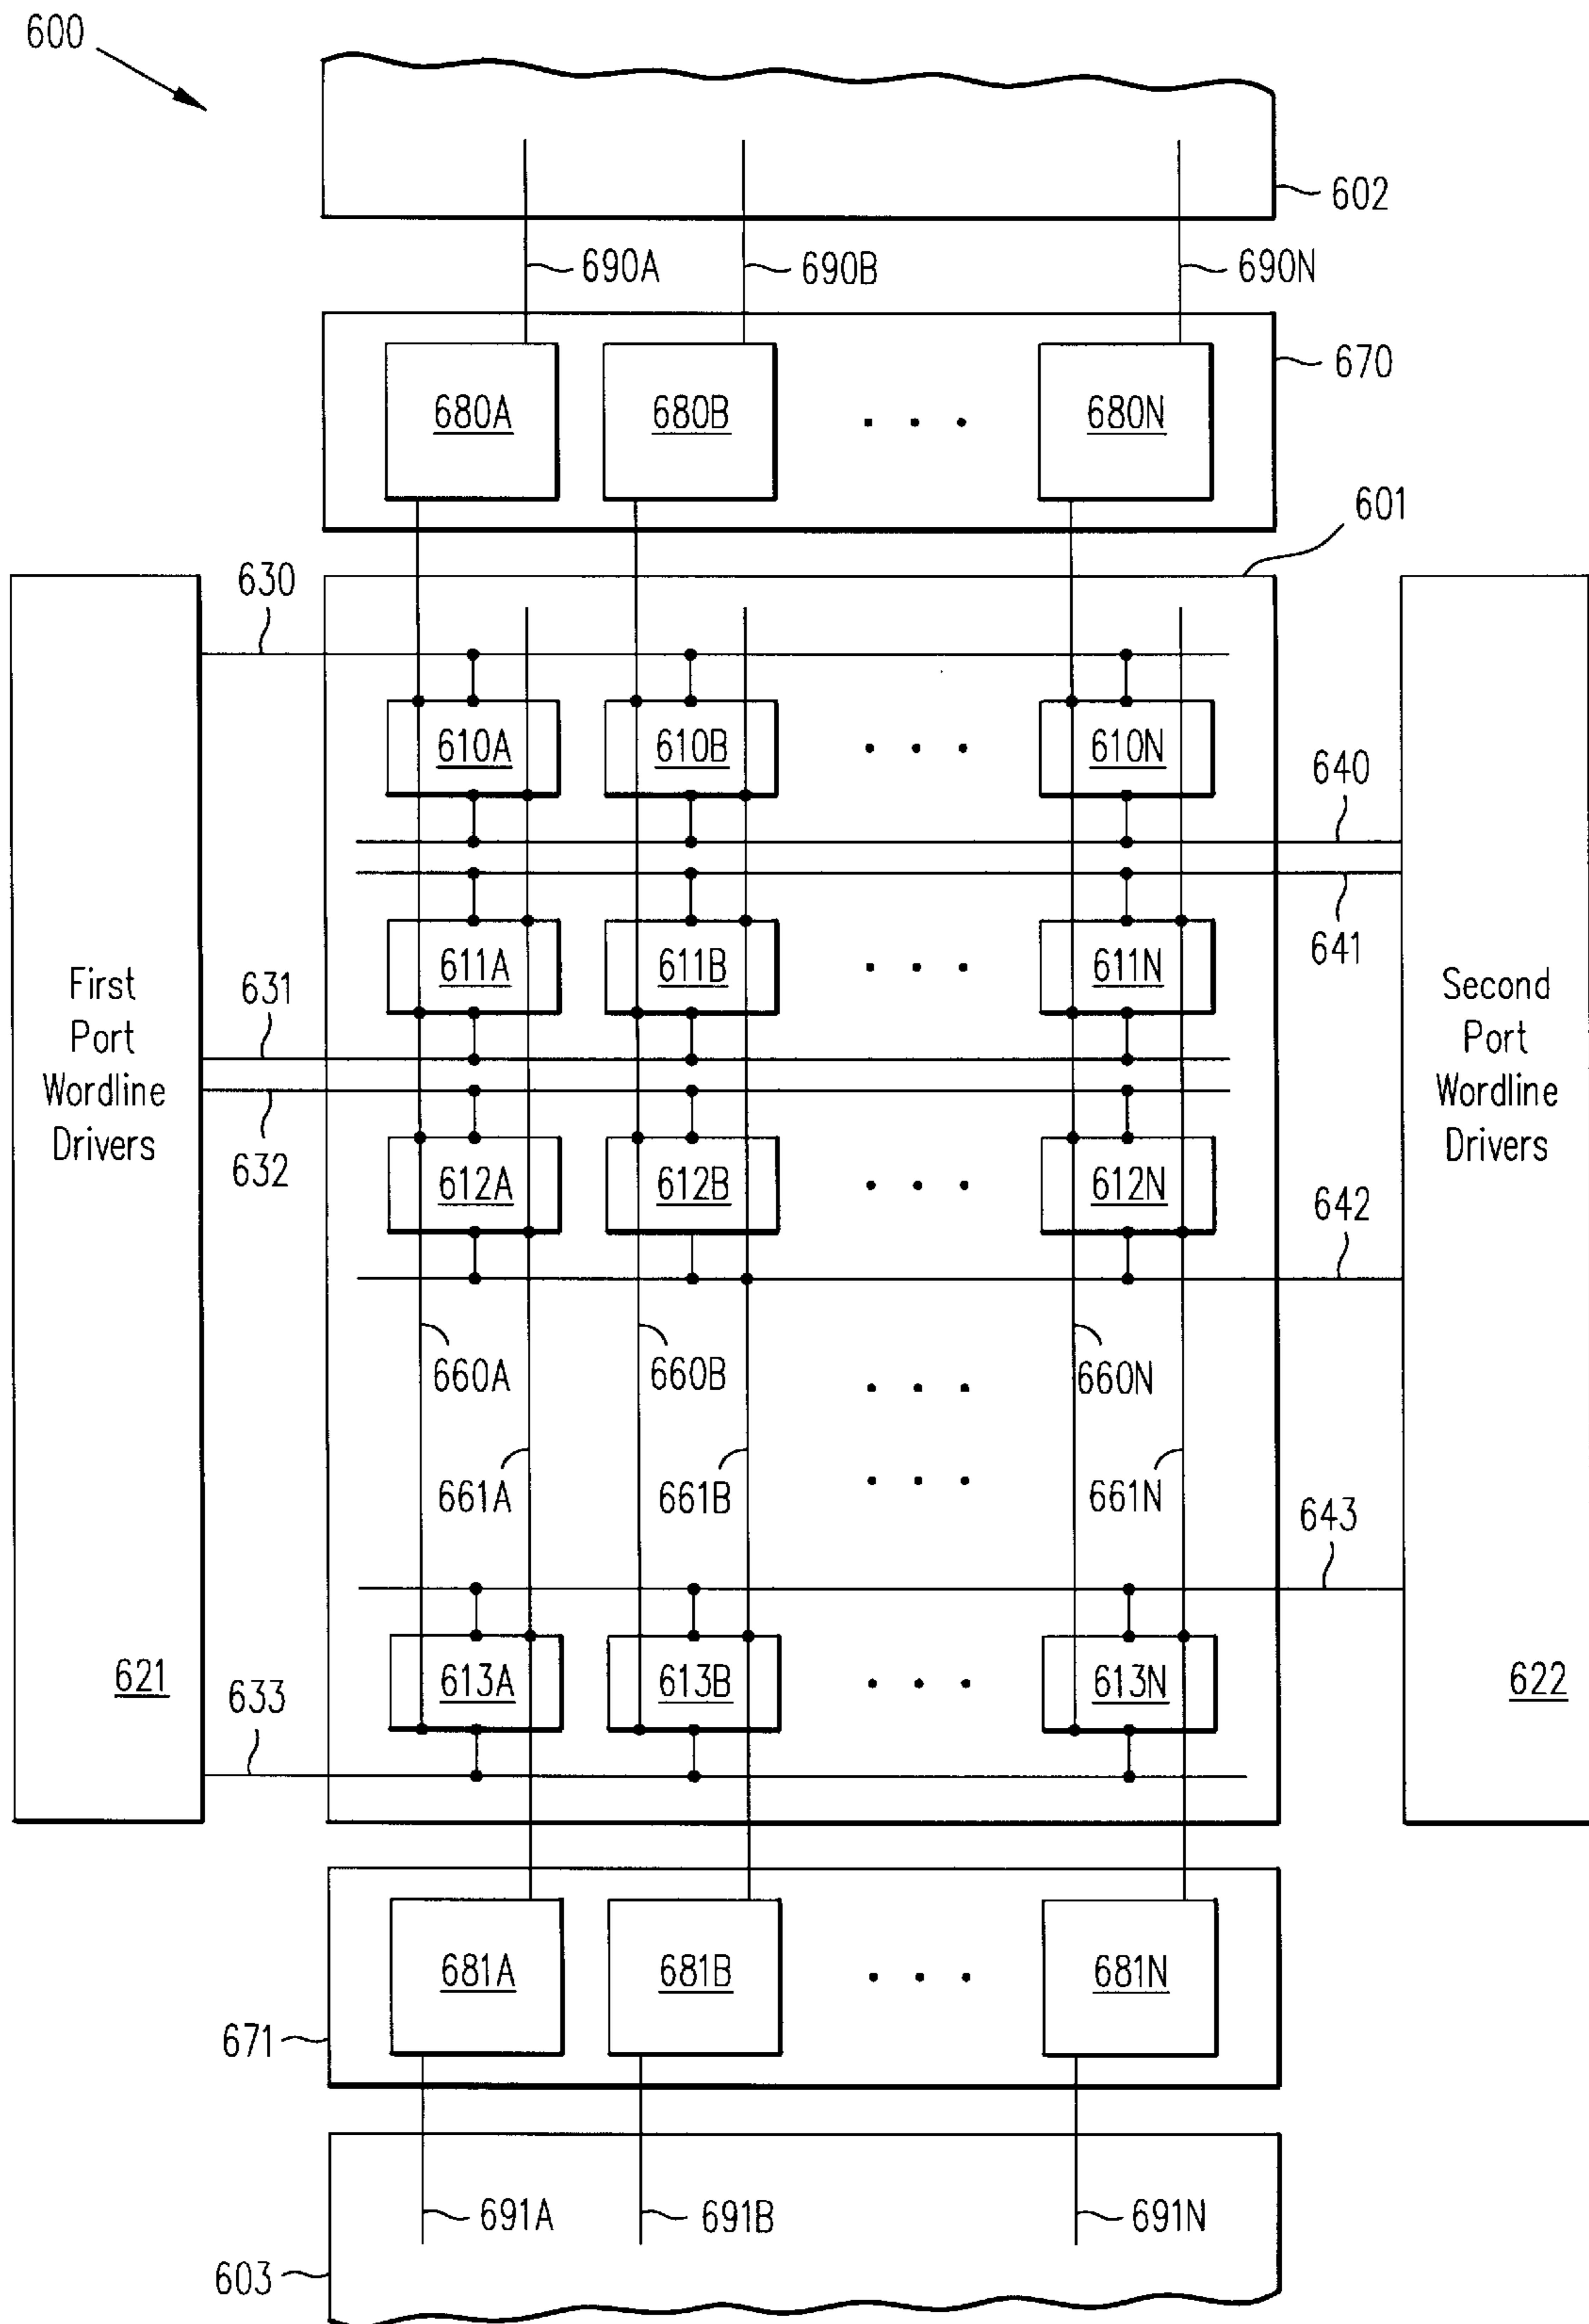 600
602
690A 690B 690N
670
680A 680B . . . 680N
601
630
610A 610B . . . 610N
640
641
611A 611B . . . 611N
First
Port
Wordline
Drivers
Second
Port
Wordline
Drivers
631
632
612A 612B . . . 612N
642
660A 660B . . . 660N
661A 661B . . . 661N
643
613A 613B . . . 613N
621
622
633
681A 681B . . . 681N
671
691A 691B 691N
603